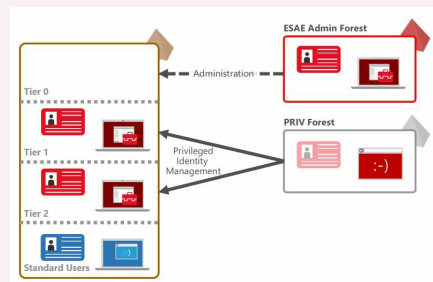 ESAE Admin Forest
Administration
Tier 0
PRIV Forest
Tier 1
Privileged
Identity
Management
:-)
Tier 2
:-)
Standard Users